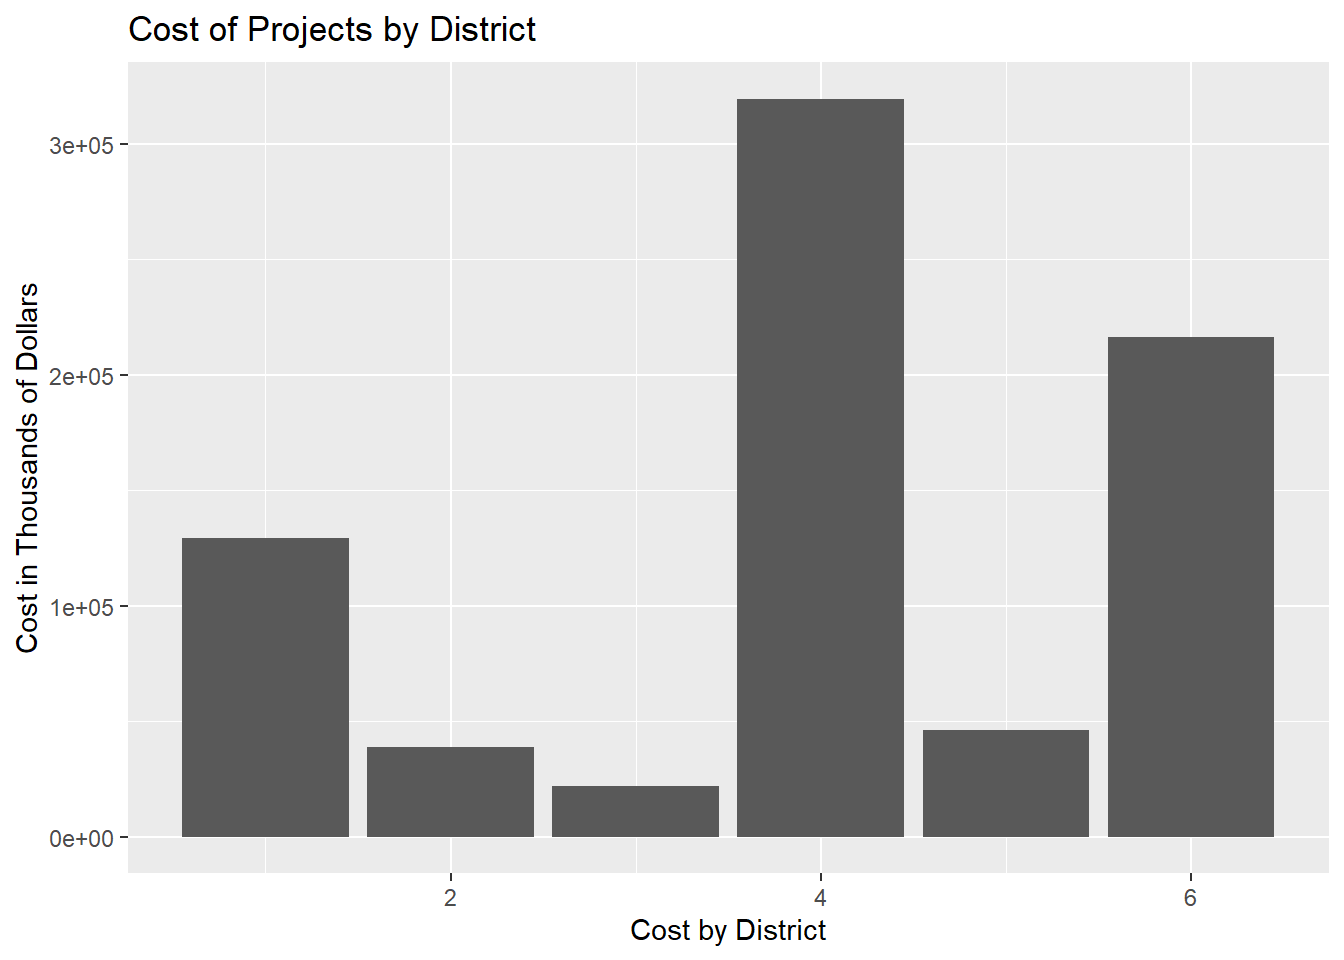 Cost of Projects by District
Cost in Thousands of Dollars
3e+05
2e+05
1e+05
0e+00
2
4
6
Cost by District